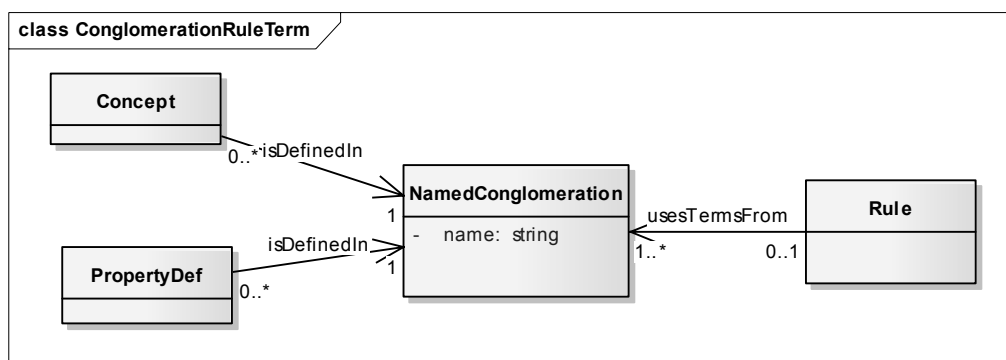 class ConglomerationRuleTerm
Concept
0..*
isDefinedIn
1
NamedConglomeration
- name: string
usesTermsFrom
1..*
0..1
Rule
isDefinedIn
1
PropertyDef
0..*